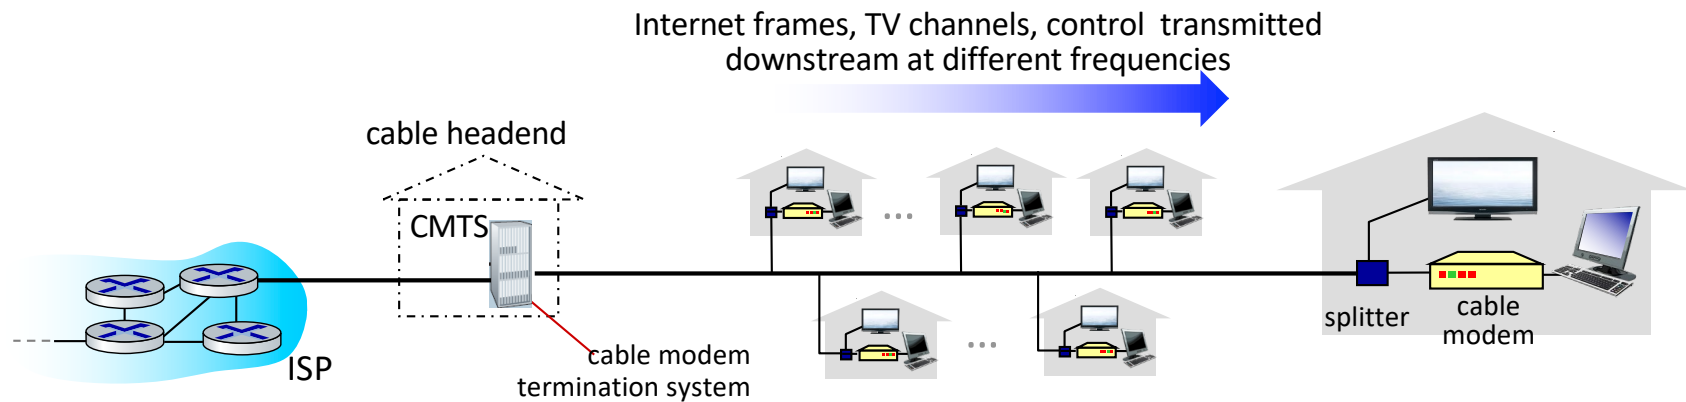 Internet frames, TV channels, control transmitted
downstream at different frequencies
cable headend
CMTS
ISP
cable modem
termination system
splitter
cable
modem